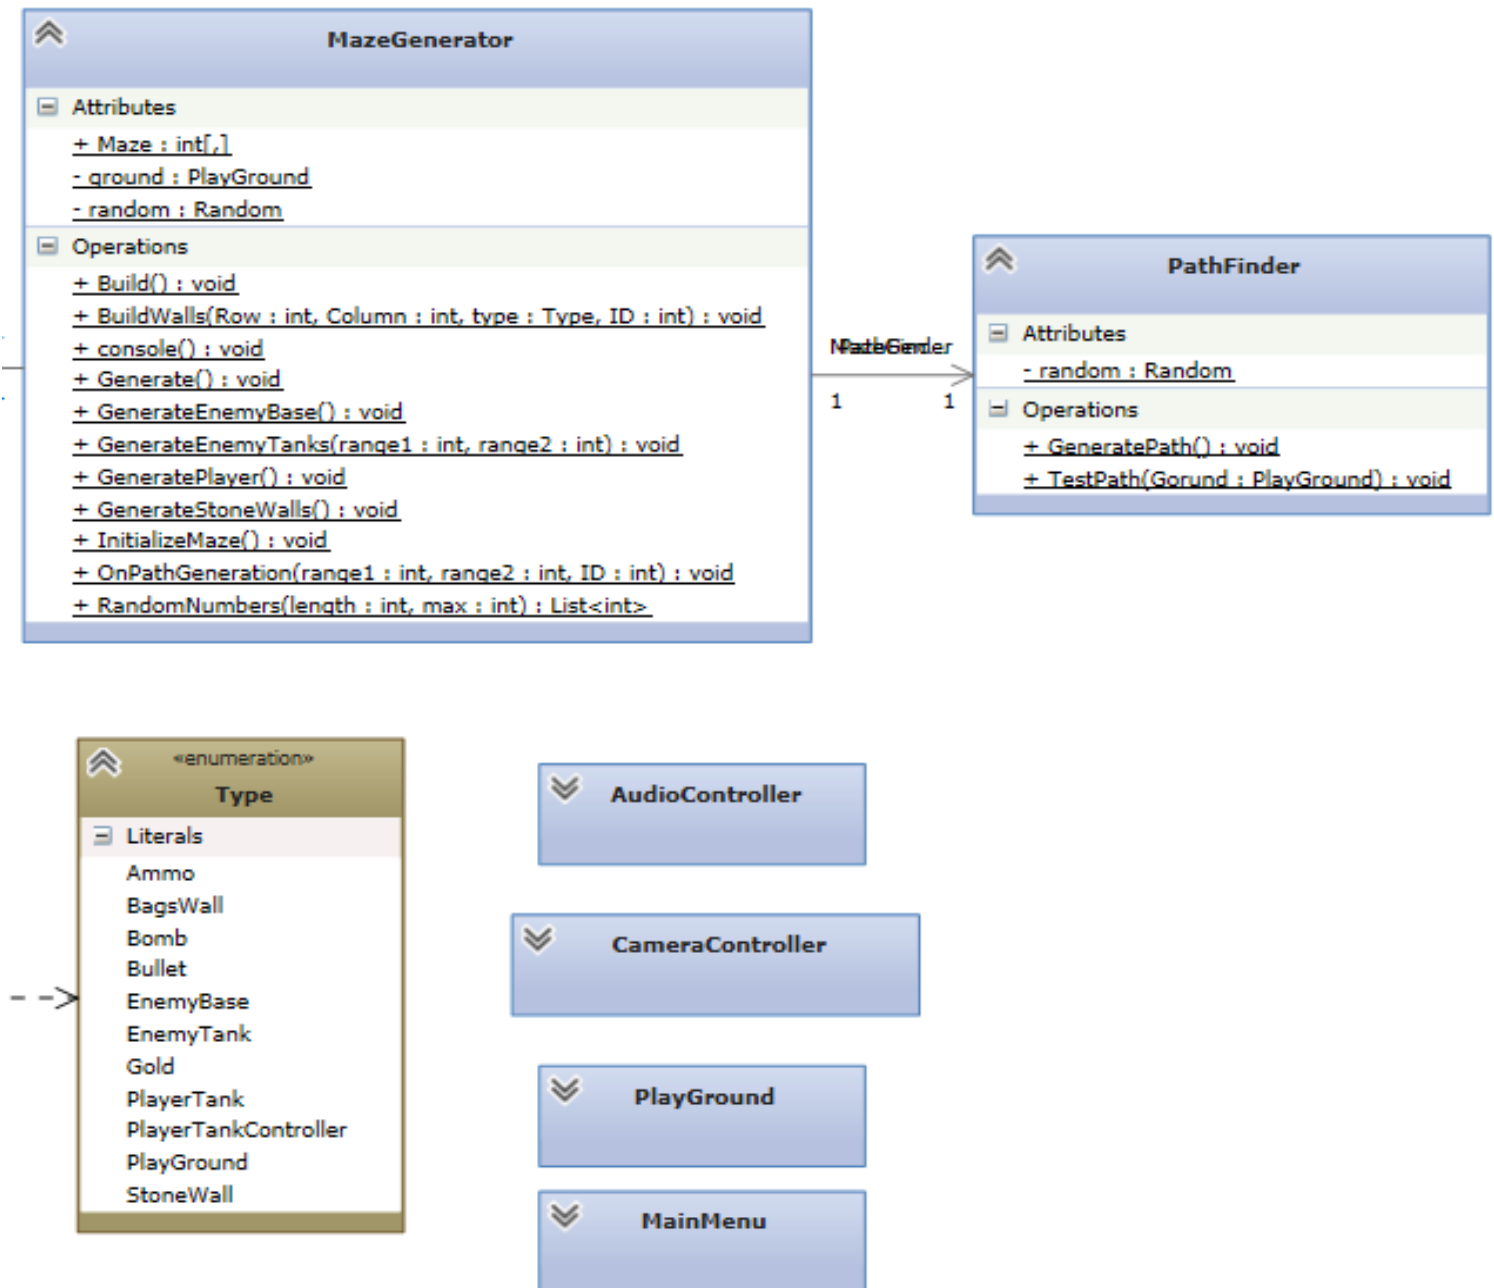 MazeGenerator
Attributes
+ Maze : int[,]
- ground : PlayGround
- random : Random
Operations
+ Build() : void
+ BuildWalls(Row : int, Column : int, type : Type, ID : int) : void
+ console() : void
+ Generate() : void
+ GenerateEnemyBase() : void
+ GenerateEnemyTanks(range1 : int, range2 : int) : void
+ GeneratePlayer() : void
+ GenerateStoneWalls() : void
+ InitializeMaze() : void
+ OnPathGeneration(range1 : int, range2 : int, ID : int) : void
+ RandomNumbers(length : int, max : int) : List<int>
1
1
PathFinder
Attributes
- random : Random
Operations
+ GeneratePath() : void
+ TestPath(Gorund : PlayGround) : void
«enumeration»
Type
Literals
Ammo
BagsWall
Bomb
Bullet
EnemyBase
EnemyTank
Gold
PlayerTank
PlayerTankController
PlayGround
StoneWall
AudioController
CameraController
PlayGround
MainMenu